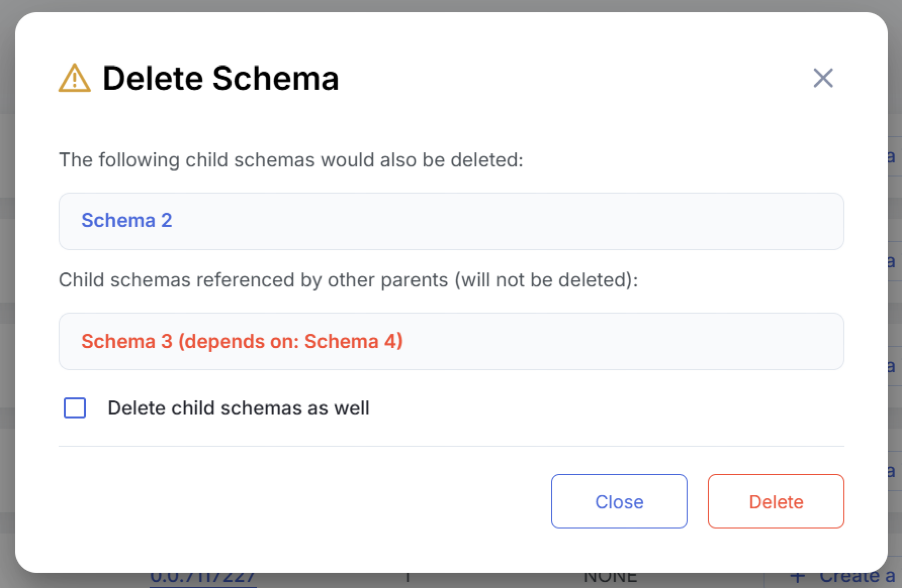 Delete Schema
The following child schemas would also be deleted:
Schema 2
Child schemas referenced by other parents (will not be deleted):
Schema 3 (depends on: Schema 4)
Delete child schemas as well
Close
Delete
0.0.7117227
1
NONE
+ Create a